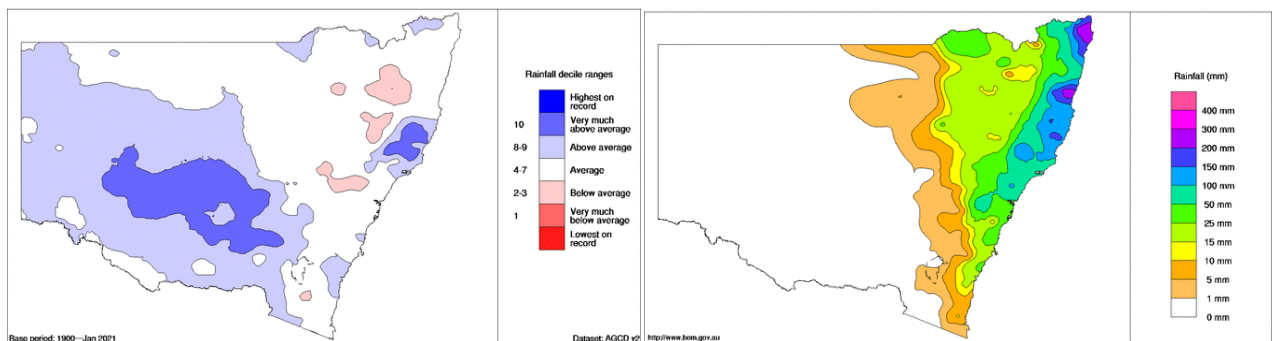 Rainfall decile ranges
Highest on
record
10
Very much
above average
8-9
Above average
4-7
Average
2-3
Below average
1
Very much
below average
Lowest on
record
Base period: 1900—Jan 2021
Dataset: AGCD v2
Rainfall (mm)
400 mm
300 mm
200 mm
150 mm
100 mm
50 mm
25 mm
15 mm
10 mm
5 mm
1 mm
0 mm
http://www.bom.gov.au